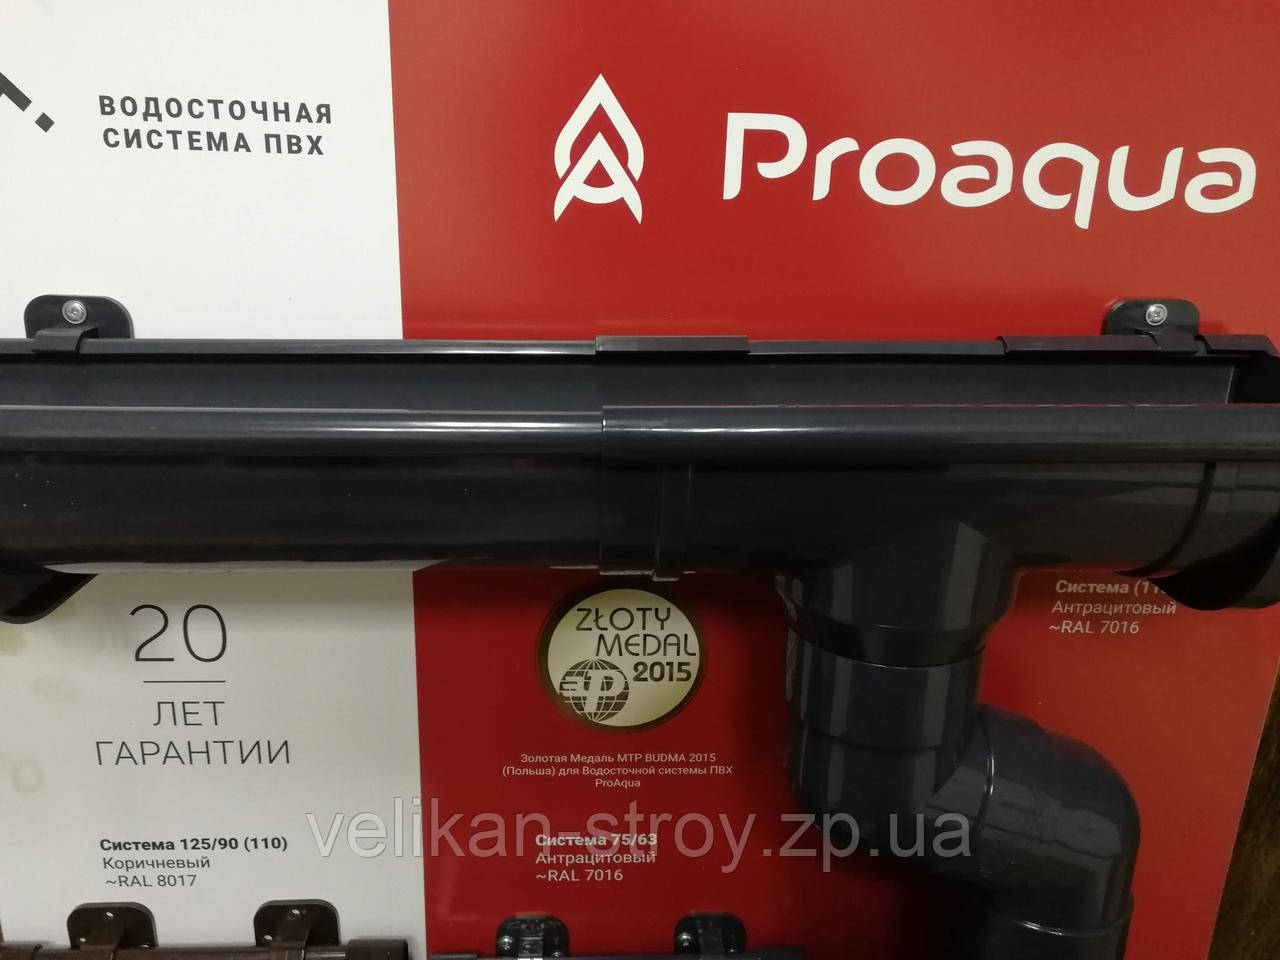 ВОДОСТОЧНАЯ
СИСТЕМА ПВХ
Proaqua
20
ЛЕТ
ГАРАНТИИ
ZŁOTY
MEDAL
2015
Золотая Медаль MTP BUDMA 2015
(Польша) для Водосточной системы ПВХ
ProAqua
Система
Антрацитовый
~RAL 7016
velikan-stroy.zp.ua
Система 125/90 (110)
Коричневый
~RAL 8017
Система 75/63
Антрацитовый
~RAL 7016